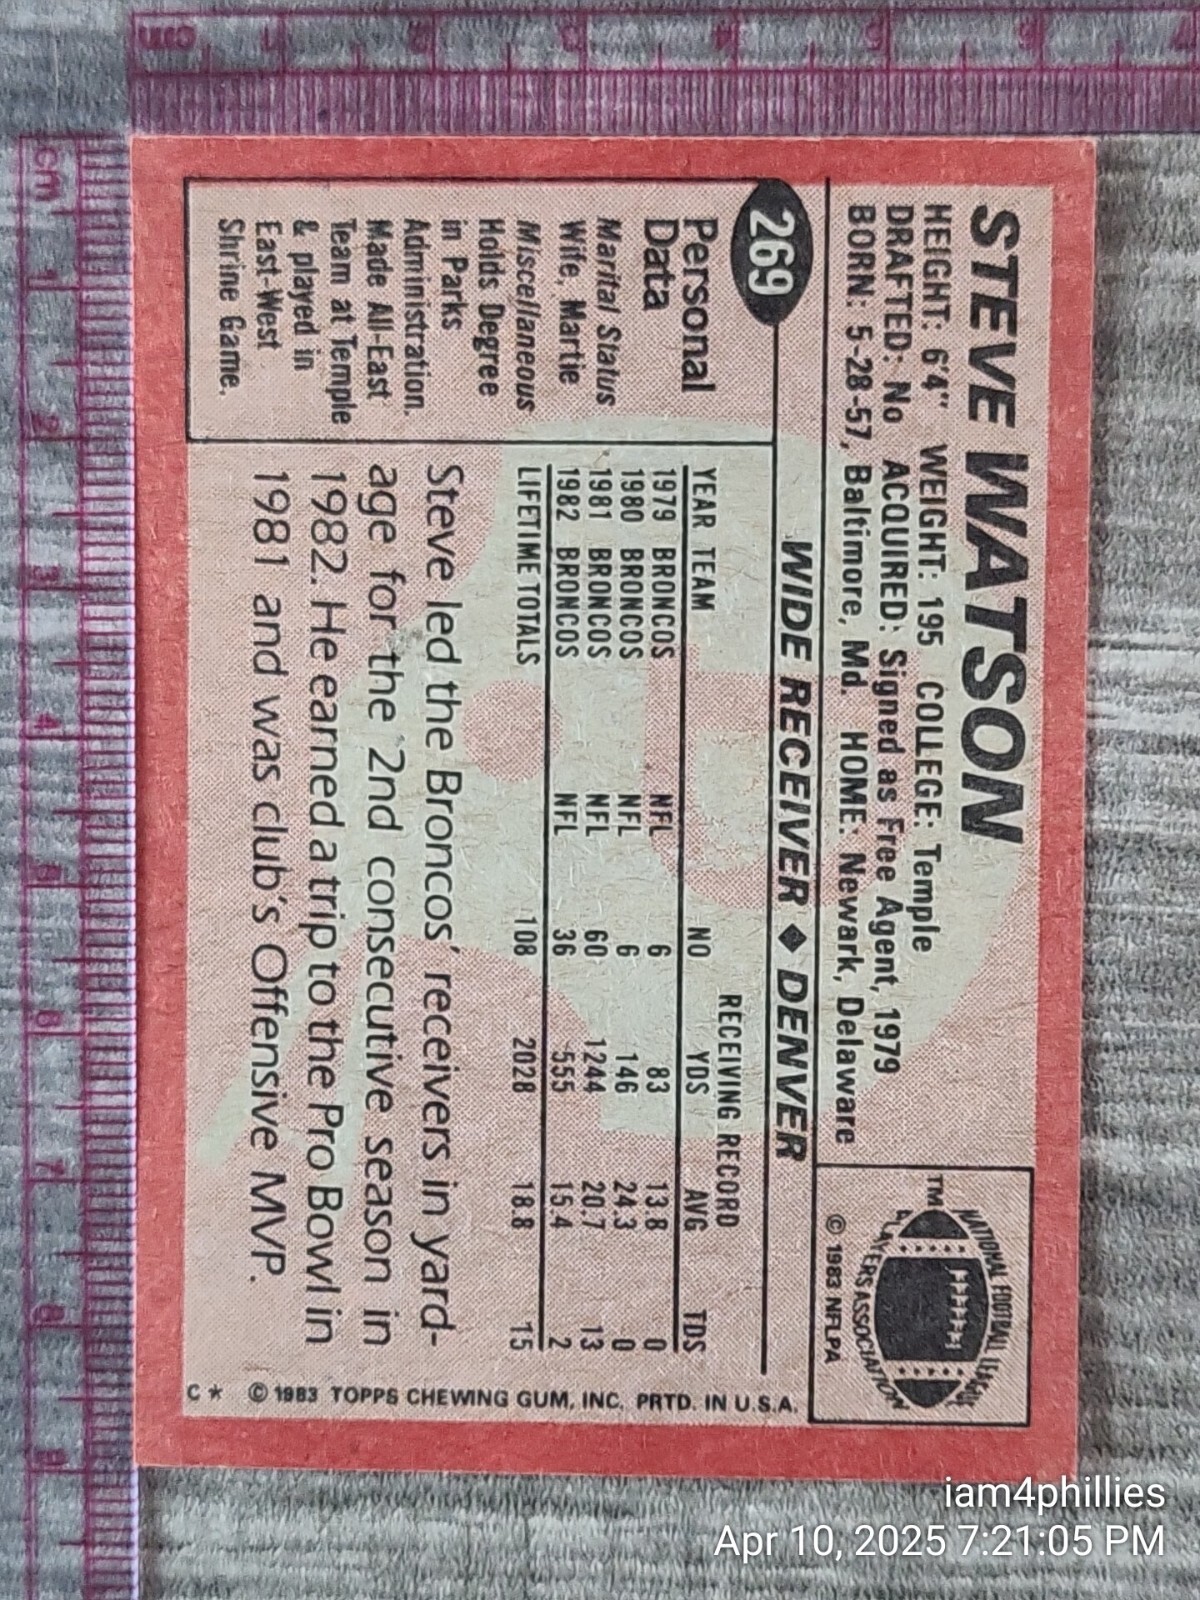 STEVE WATSON
HEIGHT: 6'4" WEIGHT: 195 COLLEGE: Temple
DRAFTED: No ACQUIRED: Signed as Free Agent, 1979
BORN: 5-28-57, Baltimore, Md. HOME: Newark, Delaware
TM
NATIONAL FOOTBALL LEAGUE
PLAYERS ASSOCIATION
© 1983 NFLPA
269
WIDE RECEIVER ◆ DENVER
Personal
Data
Marital Status
Wife, Martie
Miscellaneous
Holds Degree
in Parks
Administration.
Made All-East
Team at Temple
& played in
East-West
Shrine Game.
RECEIVING RECORD
YEAR TEAM NO YDS AVG TDS
1979 BRONCOS NFL 6 83 13.8 0
1980 BRONCOS NFL 6 146 24.3 0
1981 BRONCOS NFL 60 1244 20.7 13
1982 BRONCOS NFL 36 555 15.4 2
LIFETIME TOTALS 108 2028 18.8 15
Steve led the Broncos' receivers in yard-
age for the 2nd consecutive season in
1982. He earned a trip to the Pro Bowl in
1981 and was club's Offensive MVP.
C * © 1983 TOPPS CHEWING GUM, INC. PRTD. IN U.S.A.
cm 1 2 3 4 5 6 7
cm 1 2 3 4 5 6 7 8 9
iam4phillies
Apr 10, 2025 7:21:05 PM